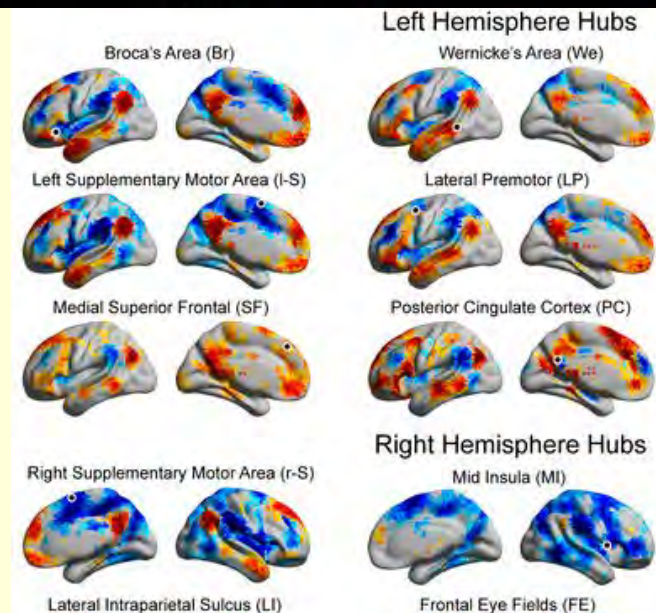 Left Hemisphere Hubs
Broca's Area (Br)
Wernicke's Area (We)
Left Supplementary Motor Area (l-S)
Lateral Premotor (LP)
Medial Superior Frontal (SF)
Posterior Cingulate Cortex (PC)
Right Hemisphere Hubs
Right Supplementary Motor Area (r-S)
Mid Insula (MI)
Lateral Intraparietal Sulcus (LI)
Frontal Eye Fields (FE)